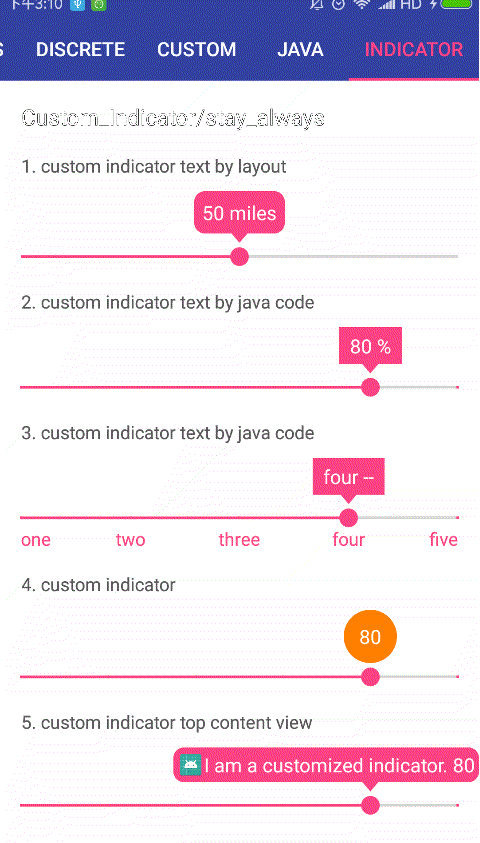 下午3:10 HD
DISCRETE CUSTOM JAVA INDICATOR
Custom_indicator/stay_always
1. custom indicator text by layout
50 miles
2. custom indicator text by java code
80 %
3. custom indicator text by java code
four --
one two three four five
4. custom indicator
80
5. custom indicator top content view
I am a customized indicator. 80